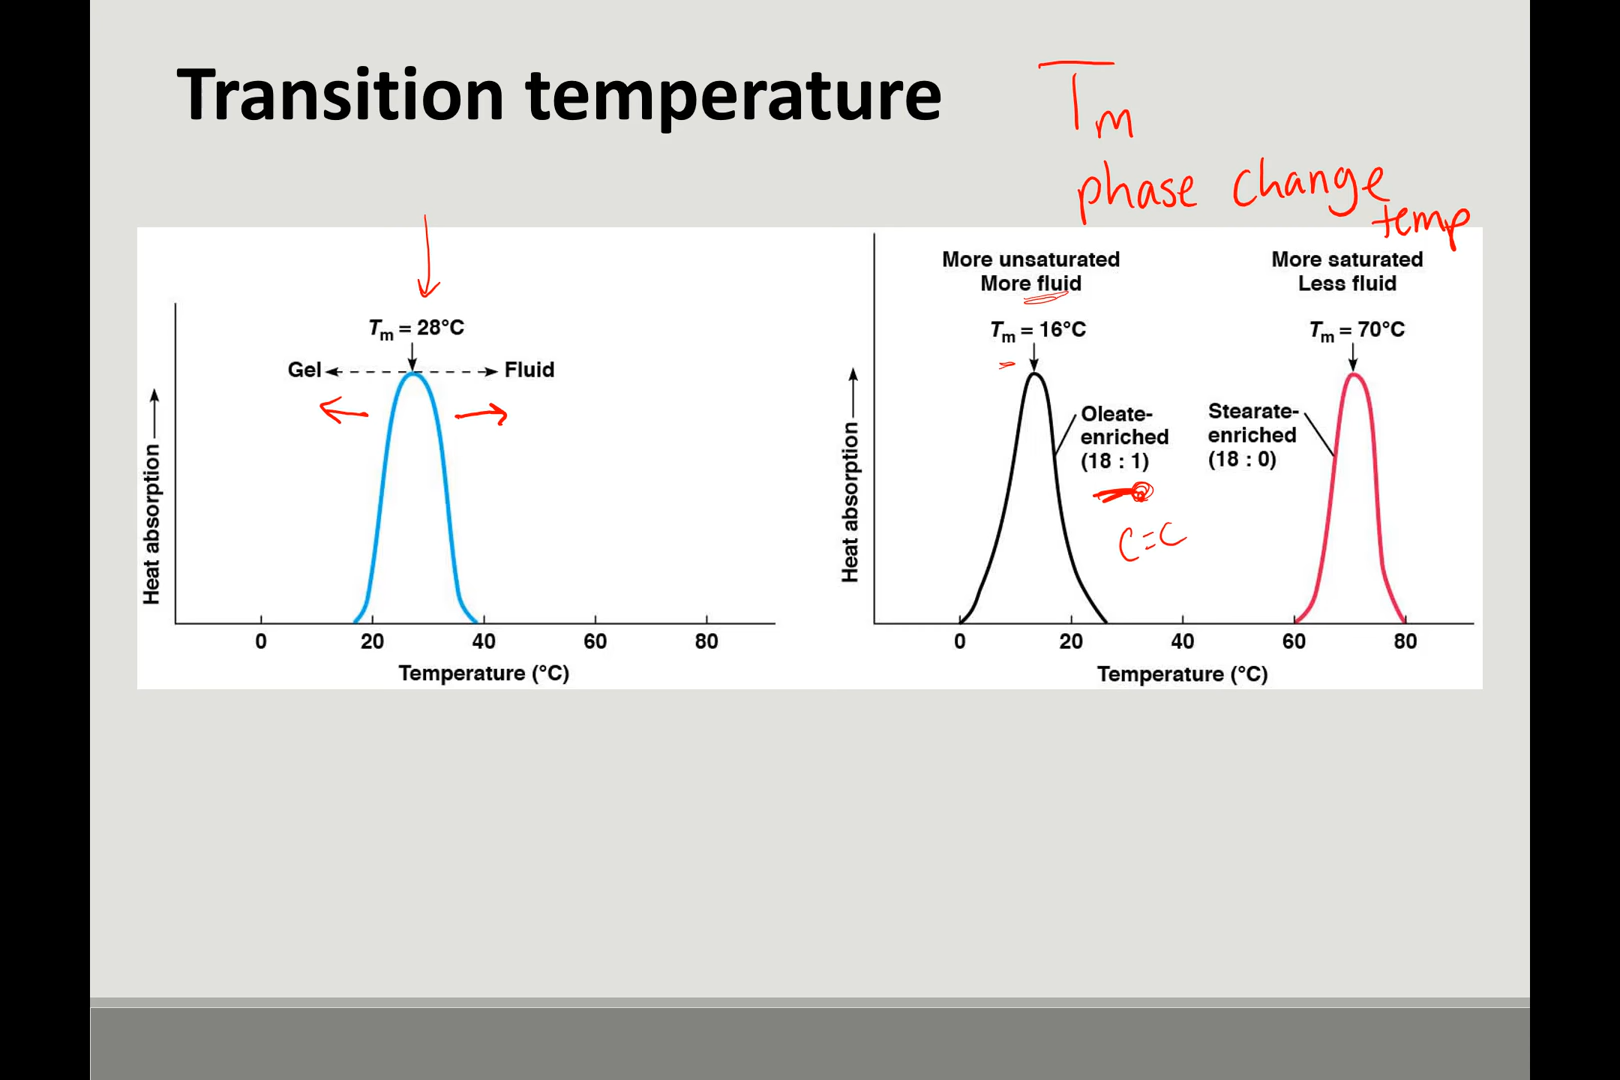 Transition temperature
Tm
phase change
temp
Tm = 28°C
Gel
Fluid
Heat absorption
0 20 40 60 80
Temperature (°C)
More unsaturated
More fluid
More saturated
Less fluid
Tm = 16°C
Tm = 70°C
Oleate-
enriched
(18 : 1)
C=C
Stearate-
enriched
(18 : 0)
Heat absorption
0 20 40 60 80
Temperature (°C)